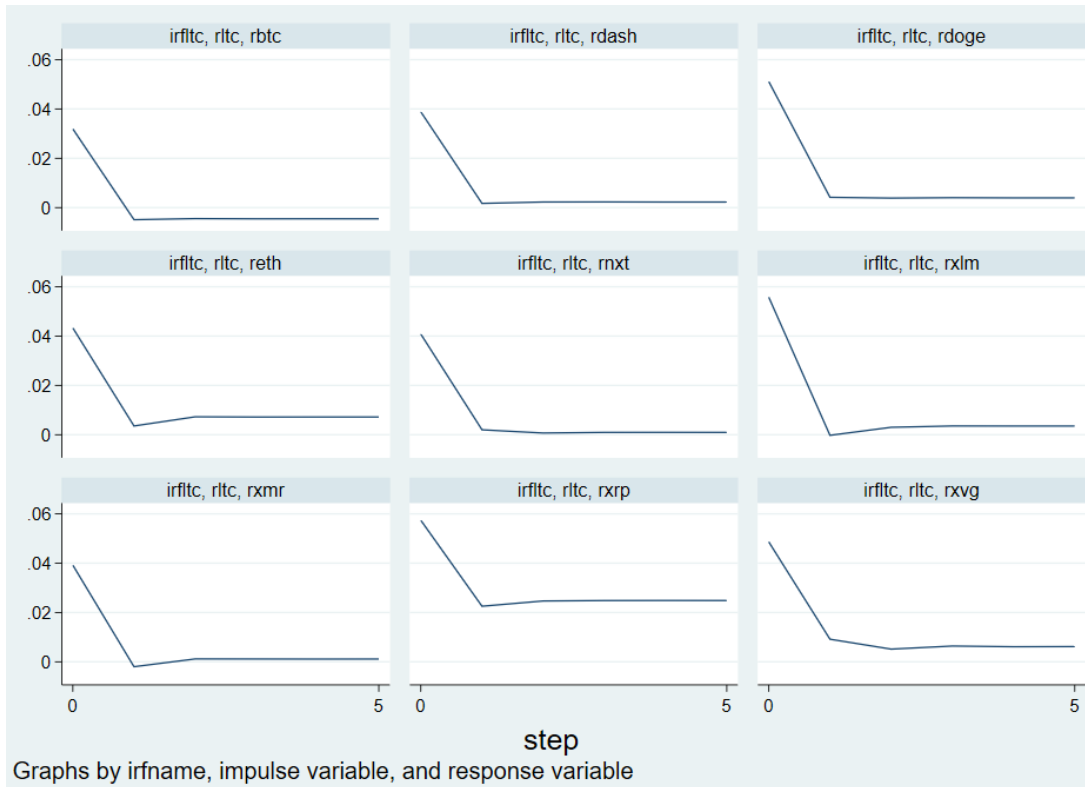 irfltc, rltc, rbtc
irfltc, rltc, rdash
irfltc, rltc, rdoge
.06
.04
.02
0
irfltc, rltc, reth
irfltc, rltc, rnxt
irfltc, rltc, rxlm
.06
.04
.02
0
irfltc, rltc, rxmr
irfltc, rltc, rxrp
irfltc, rltc, rxvg
.06
.04
.02
0
0 5
0 5
0 5
step
Graphs by irfname, impulse variable, and response variable